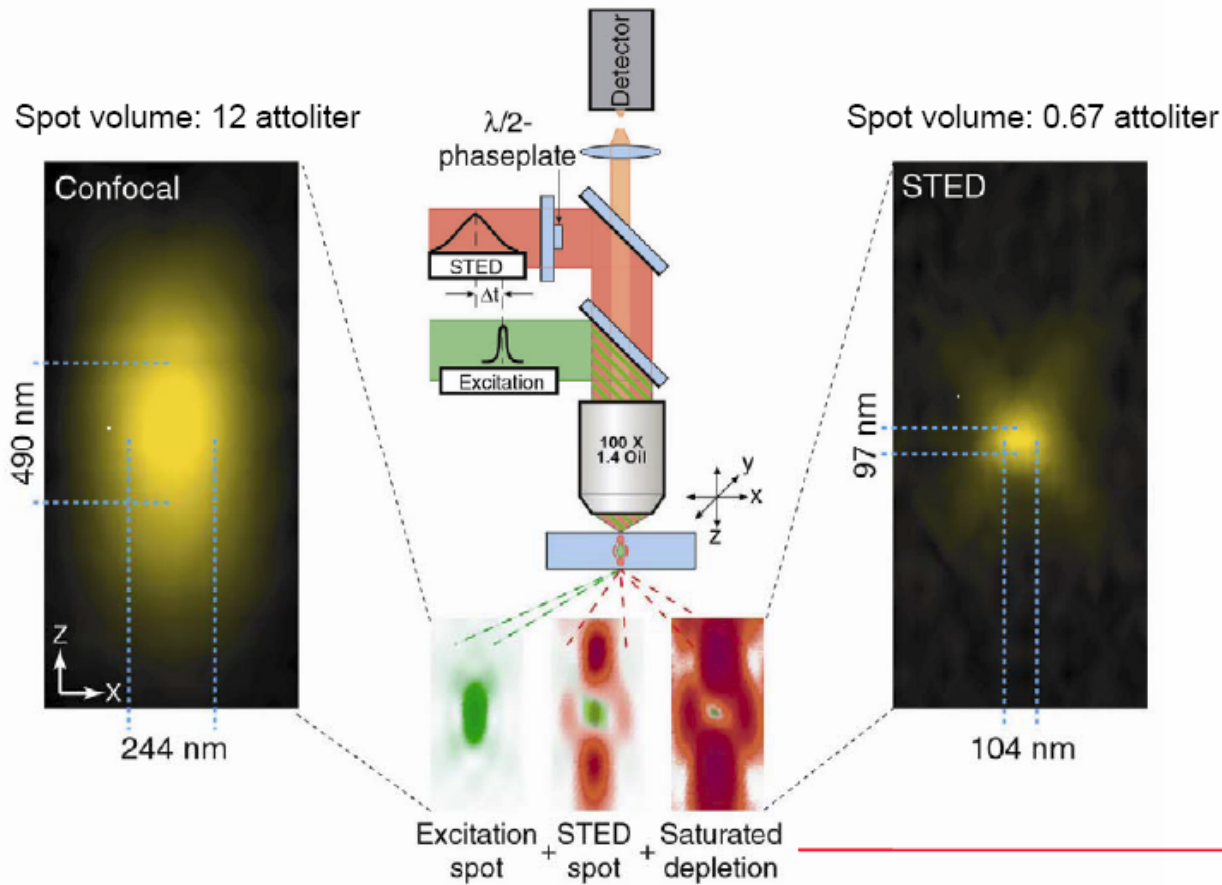 Detector
Spot volume: 12 attoliter
Spot volume: 0.67 attoliter
λ/2-
phaseplate
Confocal
STED
STED
Δt
Excitation
490 nm
97 nm
100 X
1.4 Oil
y
x
z
Z
X
244 nm
104 nm
Excitation
spot
+
STED
spot
+
Saturated
depletion